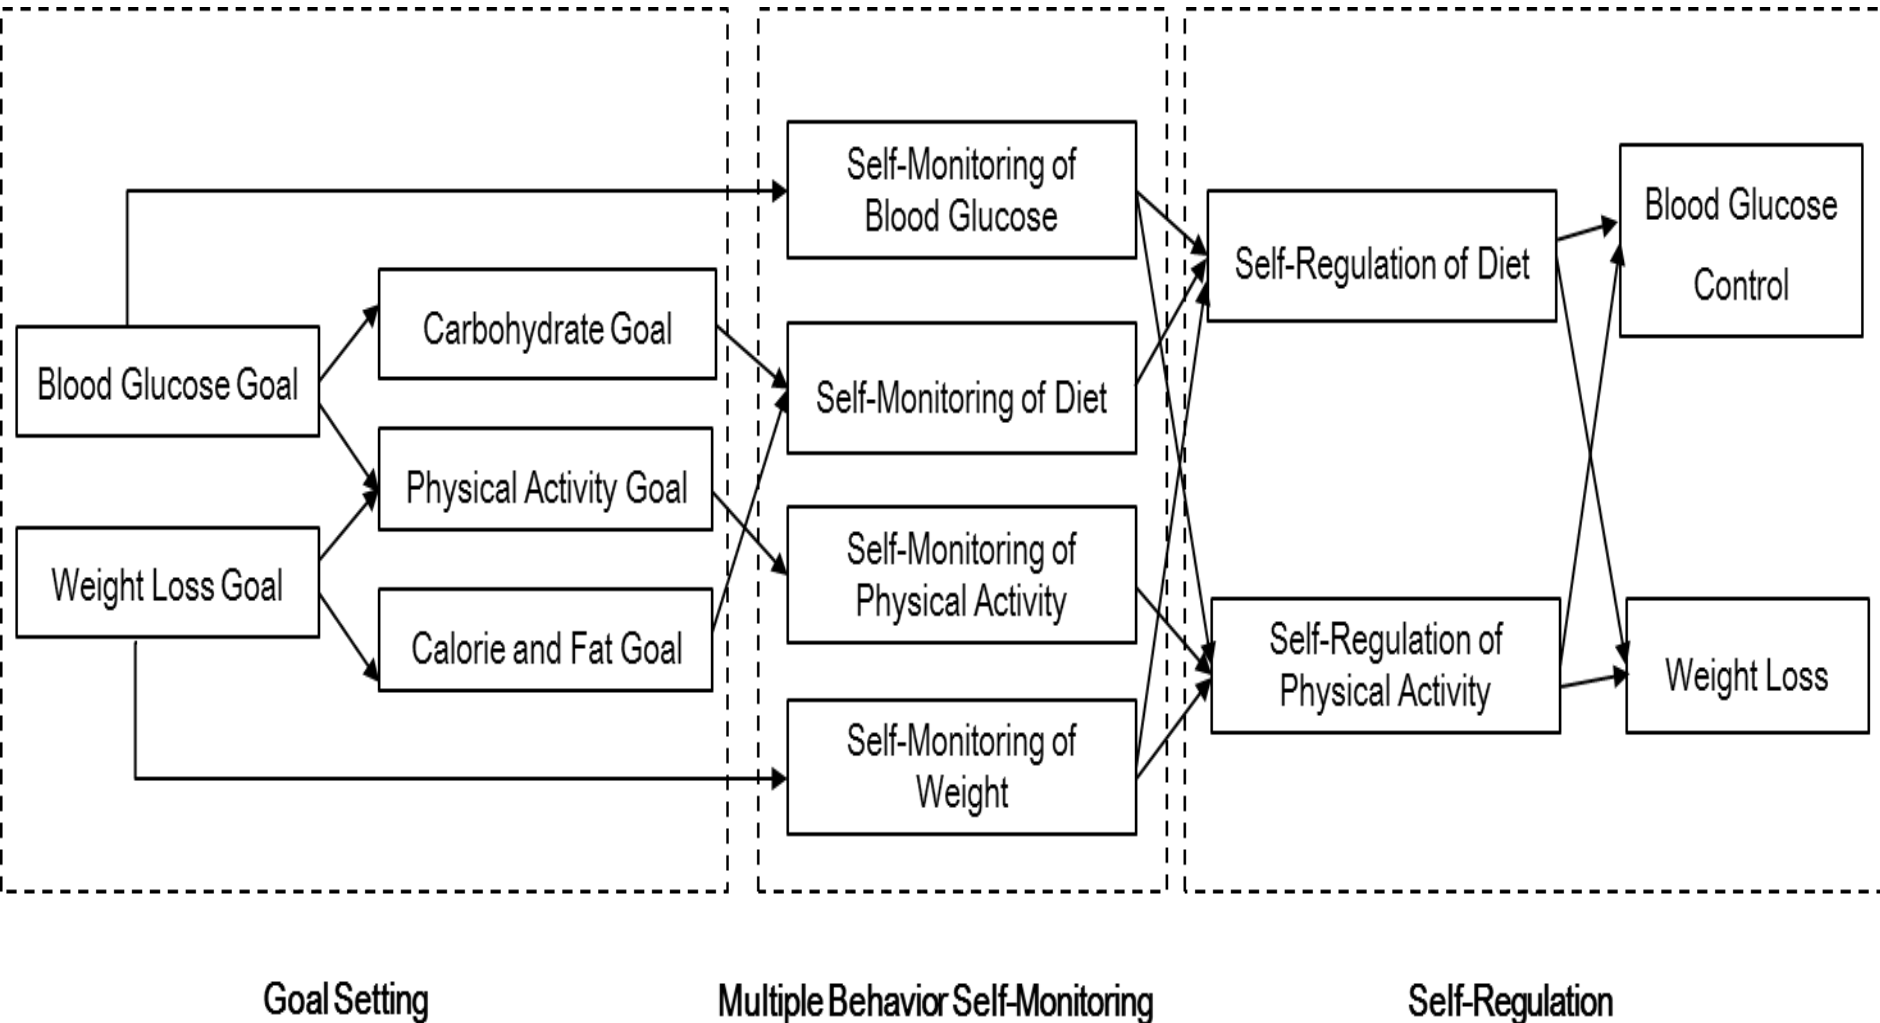 Blood Glucose Goal
Weight Loss Goal
Carbohydrate Goal
Physical Activity Goal
Calorie and Fat Goal
Self-Monitoring of
Blood Glucose
Self-Monitoring of Diet
Self-Monitoring of
Physical Activity
Self-Monitoring of
Weight
Self-Regulation of Diet
Self-Regulation of
Physical Activity
Blood Glucose
Control
Weight Loss
Goal Setting
Multiple Behavior Self-Monitoring
Self-Regulation